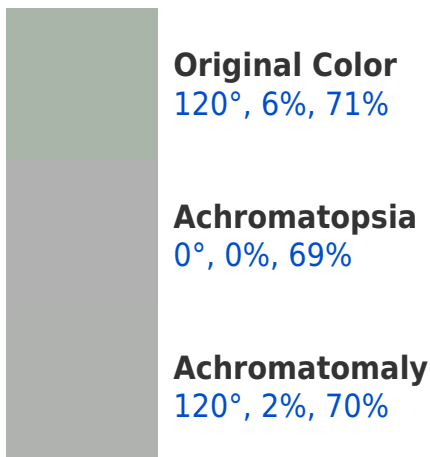 Original Color
120°, 6%, 71%
Achromatopsia
0°, 0%, 69%
Achromatomaly
120°, 2%, 70%